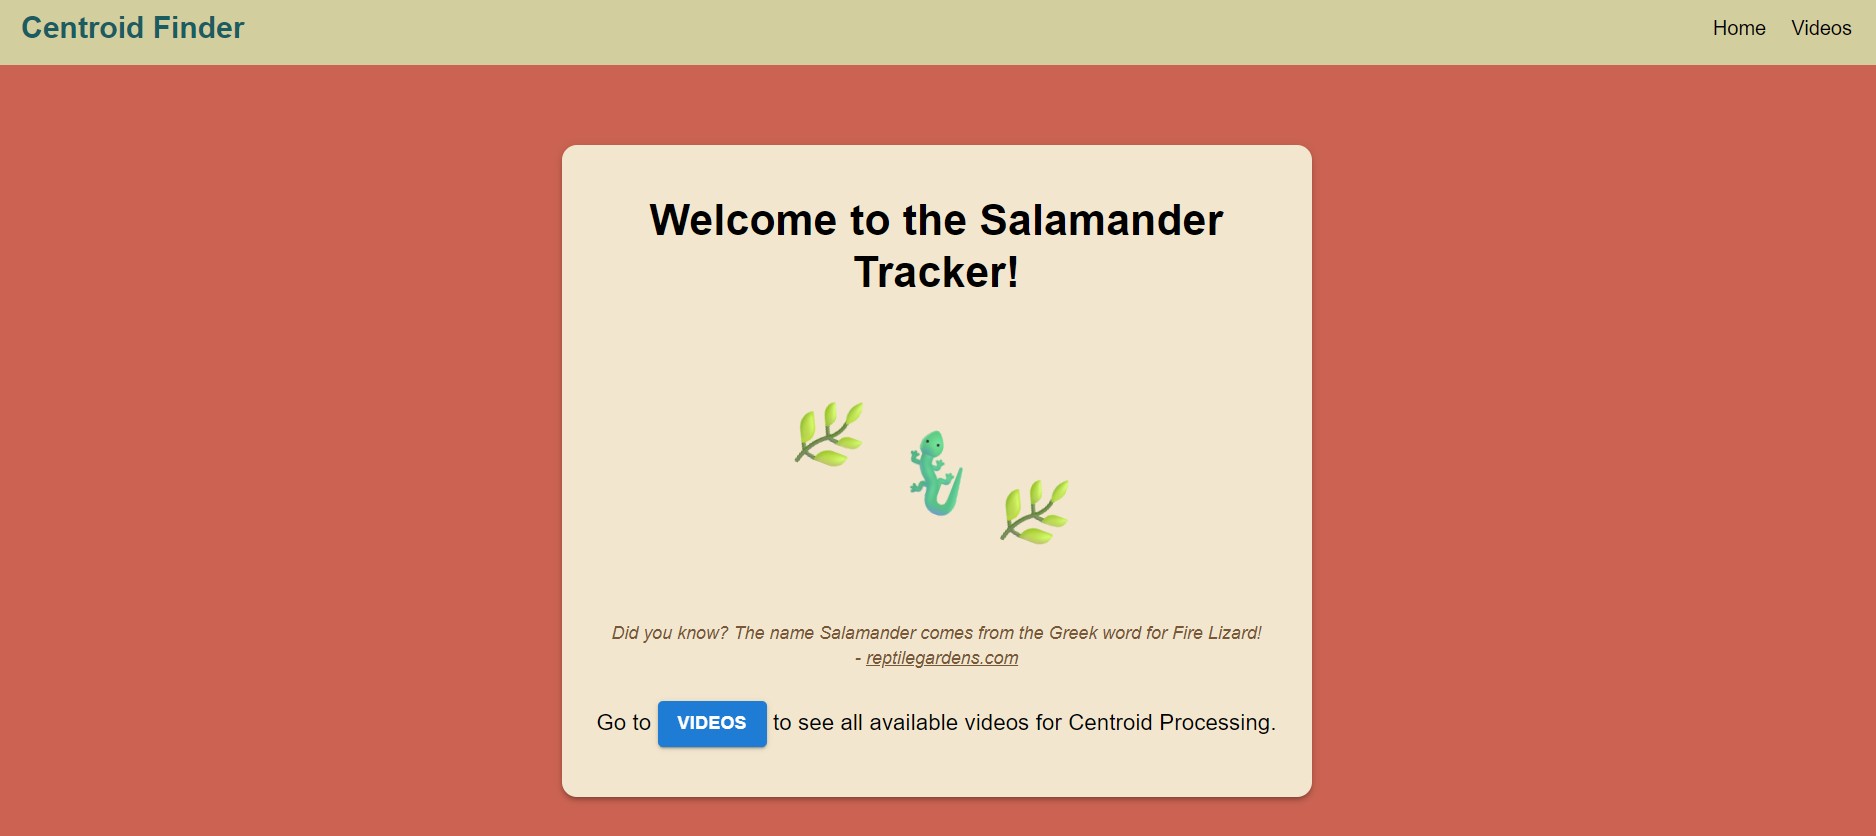 Centroid Finder
Home
Videos
Welcome to the Salamander
Tracker!
Did you know? The name Salamander comes from the Greek word for Fire Lizard!
- reptilegardens.com
Go to VIDEOS to see all available videos for Centroid Processing.